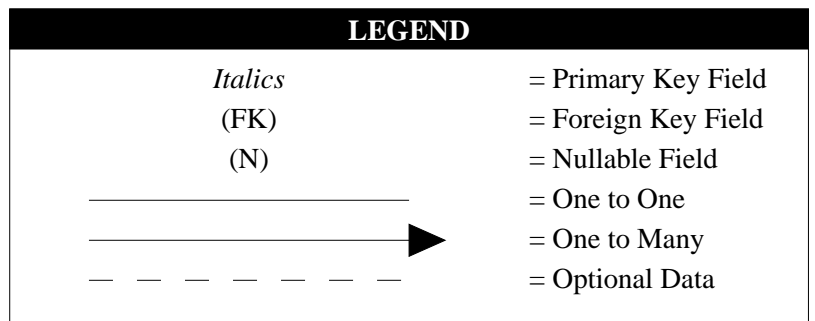 LEGEND
Italics = Primary Key Field
(FK) = Foreign Key Field
(N) = Nullable Field
= One to One
= One to Many
= Optional Data